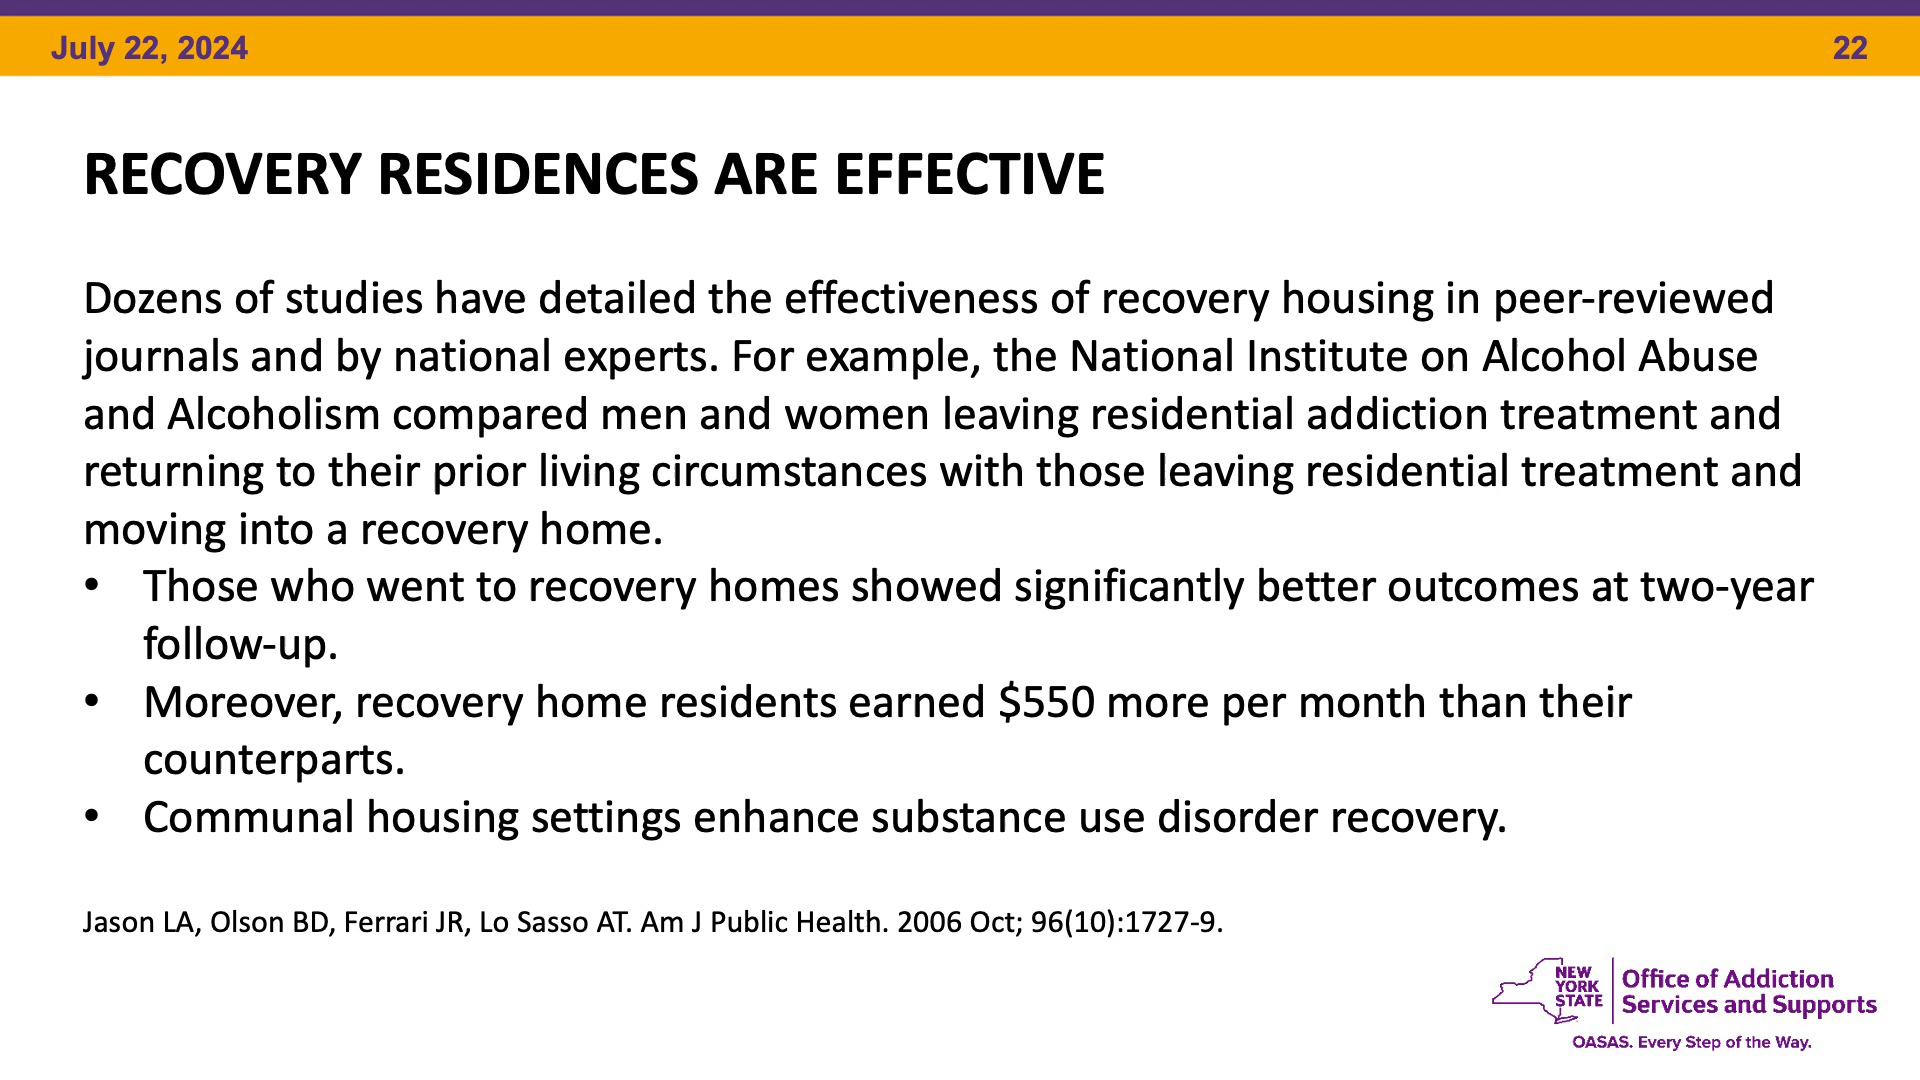 July 22, 2024
22
RECOVERY RESIDENCES ARE EFFECTIVE
Dozens of studies have detailed the effectiveness of recovery housing in peer-reviewed
journals and by national experts. For example, the National Institute on Alcohol Abuse
and Alcoholism compared men and women leaving residential addiction treatment and
returning to their prior living circumstances with those leaving residential treatment and
moving into a recovery home.
• Those who went to recovery homes showed significantly better outcomes at two-year
follow-up.
• Moreover, recovery home residents earned $550 more per month than their
counterparts.
• Communal housing settings enhance substance use disorder recovery.
Jason LA, Olson BD, Ferrari JR, Lo Sasso AT. Am J Public Health. 2006 Oct; 96(10):1727-9.
NEW
YORK
STATE
Office of Addiction
Services and Supports
OASAS. Every Step of the Way.